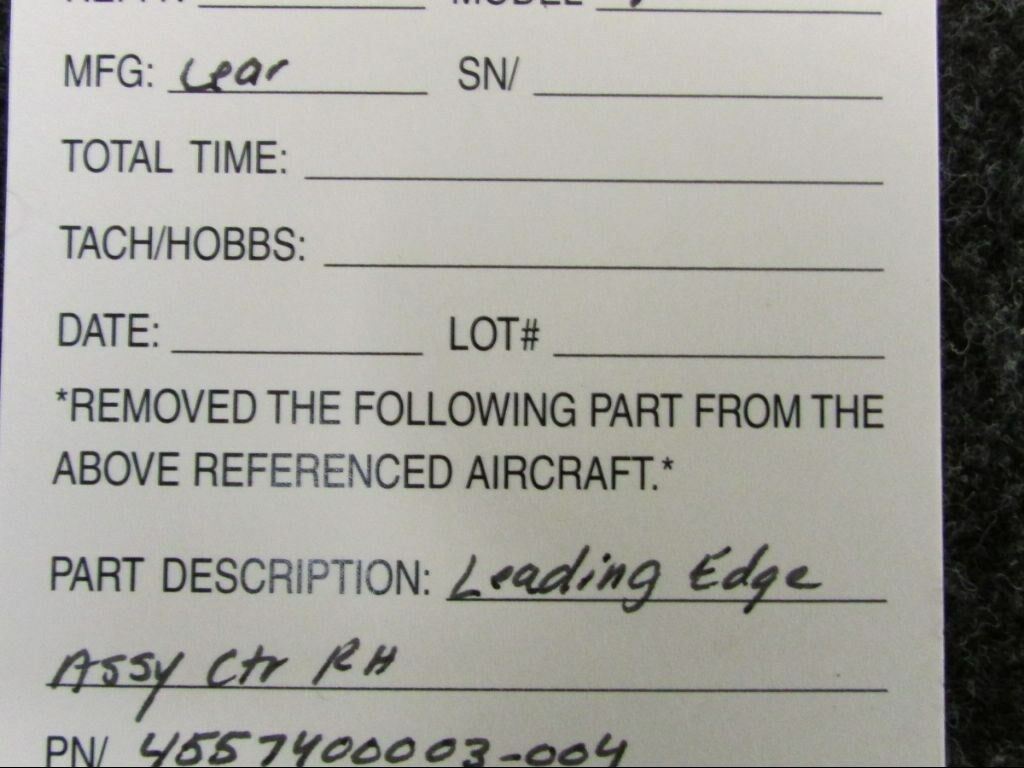 MODEL
MFG: Lear SN/
TOTAL TIME:
TACH/HOBBS:
DATE: LOT#
*REMOVED THE FOLLOWING PART FROM THE
ABOVE REFERENCED AIRCRAFT.*
PART DESCRIPTION: Leading Edge
Assy Ctr RH
PN/ 4557400003-004